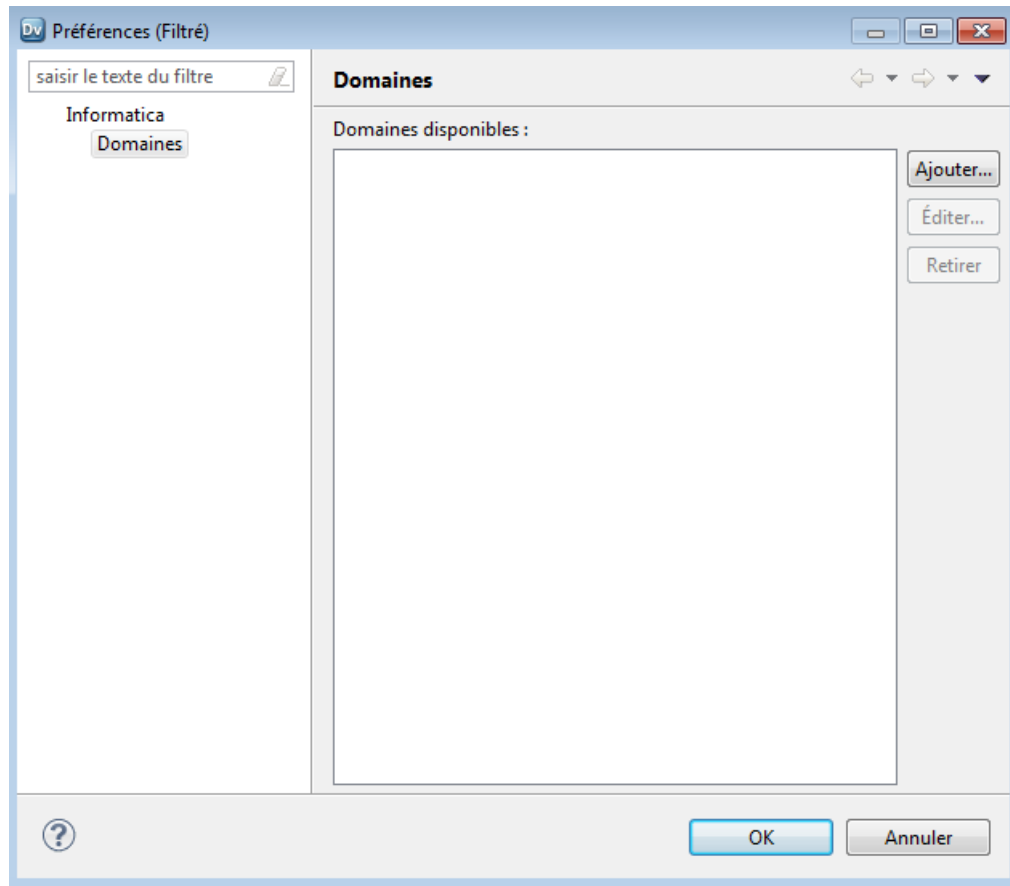 Dv Préférences (Filtré)
saisir le texte du filtre
Informatica
Domaines
Domaines
Domaines disponibles :
Ajouter...
Éditer...
Retirer
?
OK
Annuler